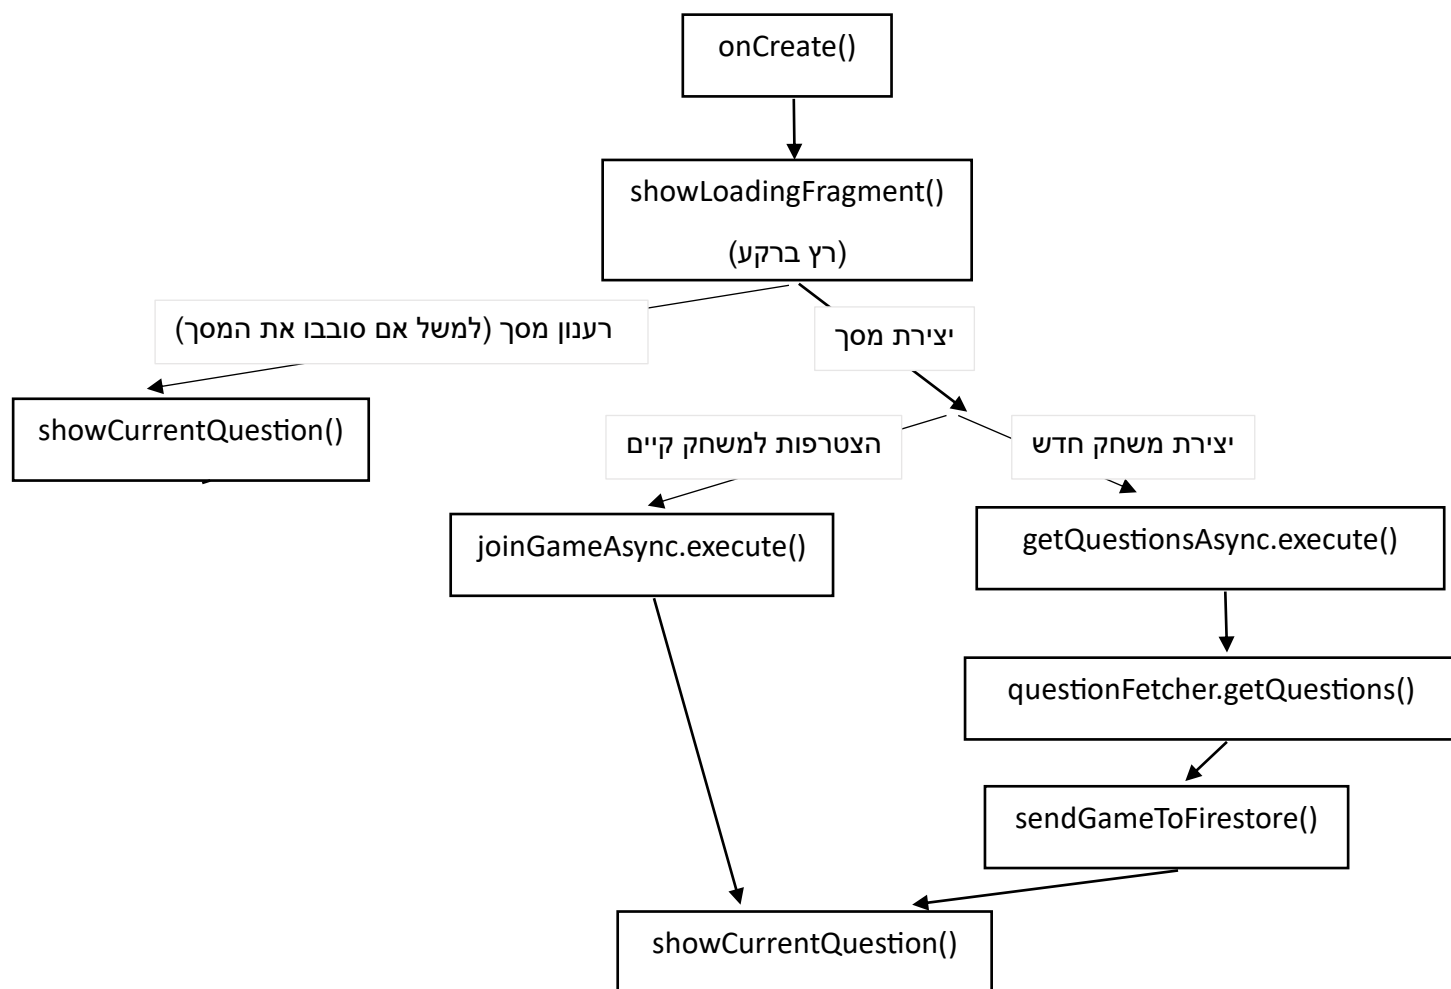 onCreate()
showLoadingFragment()
(רץ ברקע)
רענון מסך (למשל אם סובבו את המסך)
יצירת מסך
showCurrentQuestion()
הצטרפות למשחק קיים
יצירת משחק חדש
joinGameAsync.execute()
getQuestionsAsync.execute()
questionFetcher.getQuestions()
sendGameToFirestore()
showCurrentQuestion()